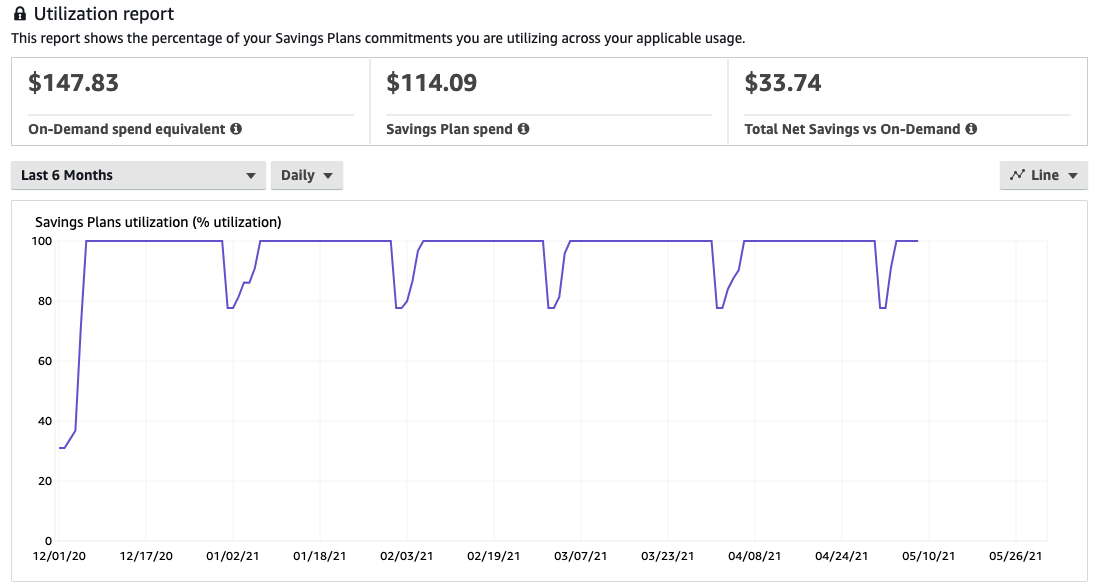 Utilization report
This report shows the percentage of your Savings Plans commitments you are utilizing across your applicable usage.
$147.83
On-Demand spend equivalent
$114.09
Savings Plan spend
$33.74
Total Net Savings vs On-Demand
Last 6 Months
Daily
Line
Savings Plans utilization (% utilization)
100
80
60
40
20
0
12/01/20 12/17/20 01/02/21 01/18/21 02/03/21 02/19/21 03/07/21 03/23/21 04/08/21 04/24/21 05/10/21 05/26/21